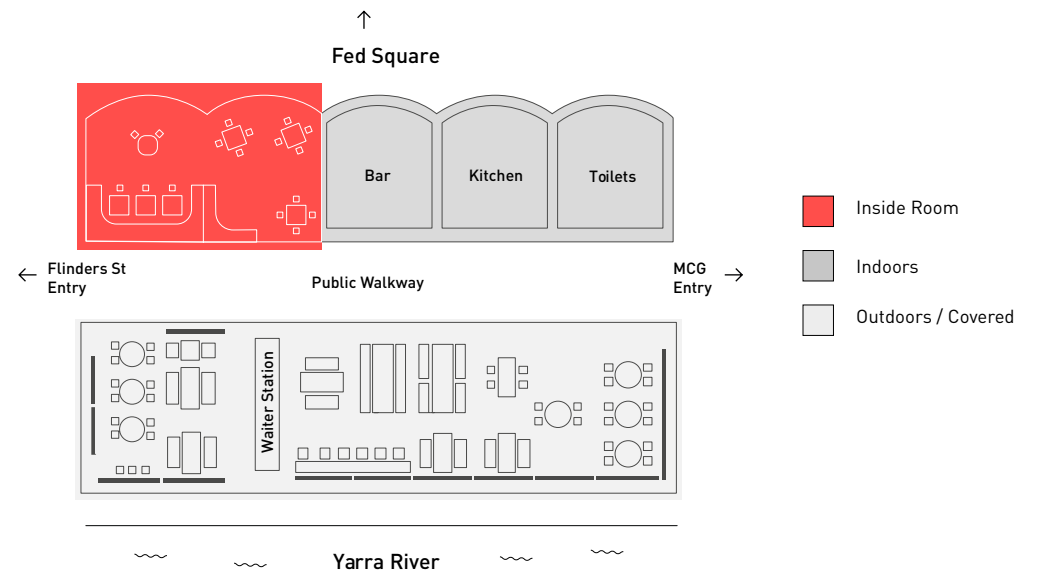 Fed Square
Bar
Kitchen
Toilets
Inside Room
Indoors
Outdoors / Covered
Flinders St
Entry
Public Walkway
MCG
Entry
Waiter Station
Yarra River